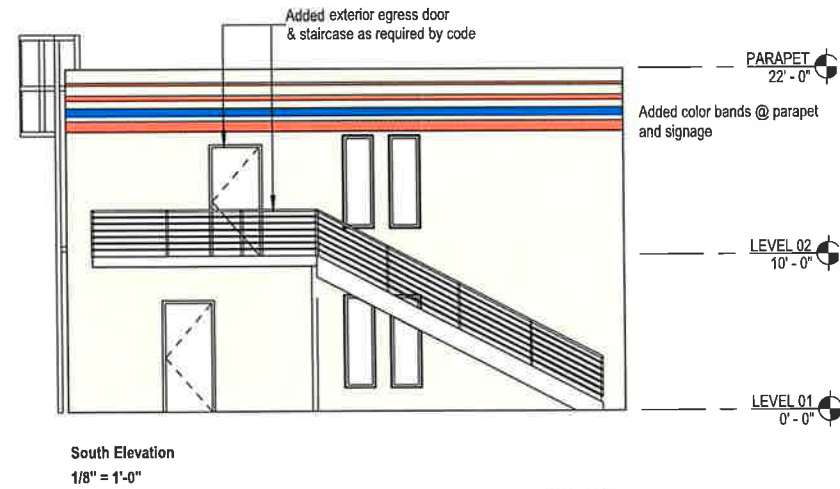 Added exterior egress door
& staircase as required by code
PARAPET
22' - 0"
Added color bands @ parapet
and signage
LEVEL 02
10' - 0"
LEVEL 01
0' - 0"
South Elevation
1/8" = 1'-0"